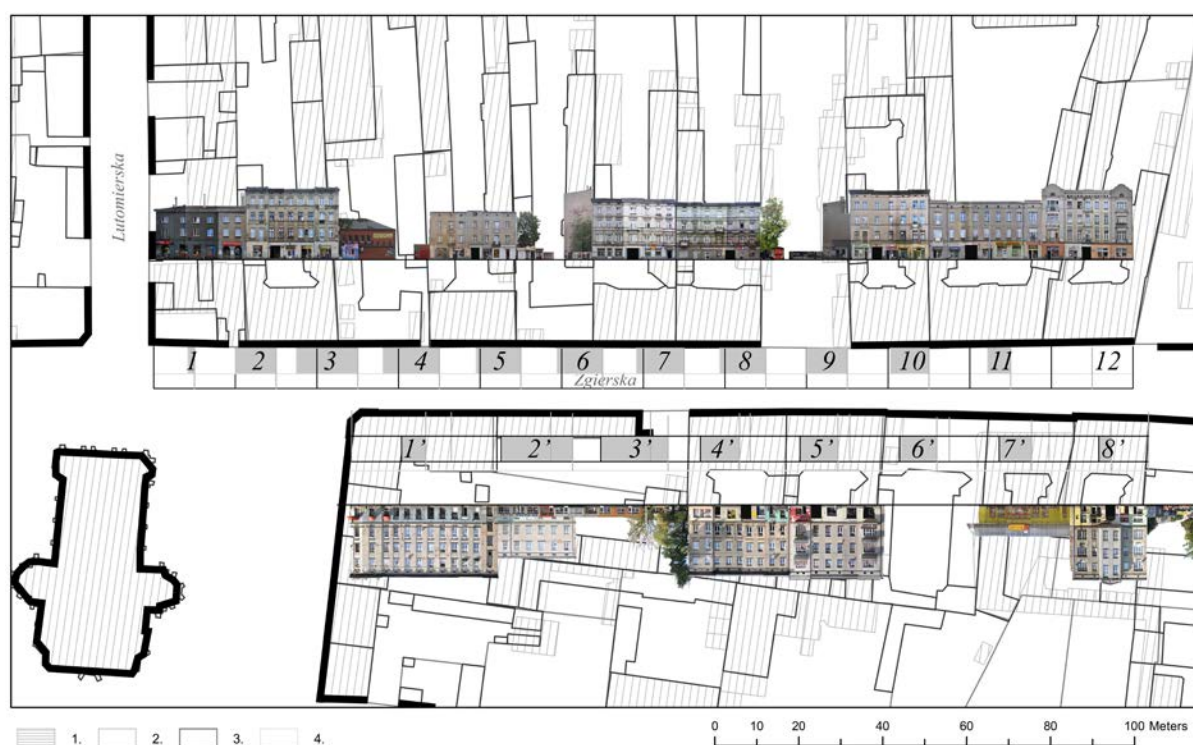 Lutomierska
1 2 3 4 5 6 7 8 9 10 11 12
Zgierska
1' 2' 3' 4' 5' 6' 7' 8'
1. 2. 3. 4.
0 10 20 40 60 80 100 Meters